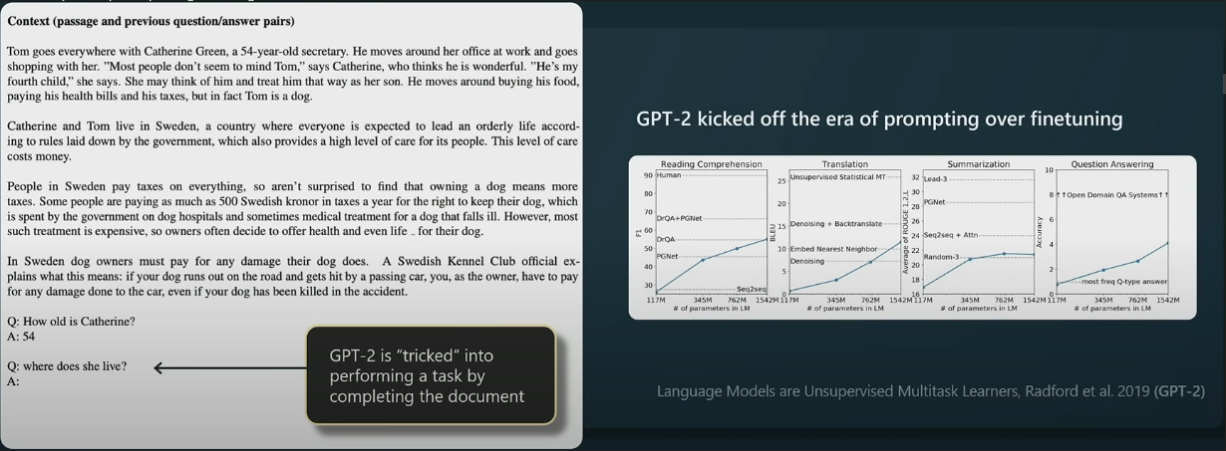 Context (passage and previous question/answer pairs)
Tom goes everywhere with Catherine Green, a 54-year-old secretary. He moves around her office at work and goes
shopping with her. "Most people don't seem to mind Tom," says Catherine, who thinks he is wonderful. "He's my
fourth child," she says. She may think of him and treat him that way as her son. He moves around buying his food,
paying his health bills and his taxes, but in fact Tom is a dog.
Catherine and Tom live in Sweden, a country where everyone is expected to lead an orderly life accord-
ing to rules laid down by the government, which also provides a high level of care for its people. This level of care
costs money.
People in Sweden pay taxes on everything, so aren't surprised to find that owning a dog means more
taxes. Some people are paying as much as 500 Swedish kronor in taxes a year for the right to keep their dog, which
is spent by the government on dog hospitals and sometimes medical treatment for a dog that falls ill. However, most
such treatment is expensive, so owners often decide to offer health and even life _ for their dog.
In Sweden dog owners must pay for any damage their dog does. A Swedish Kennel Club official ex-
plains what this means: if your dog runs out on the road and gets hit by a passing car, you, as the owner, have to pay
for any damage done to the car, even if your dog has been killed in the accident.
Q: How old is Catherine?
A: 54
Q: where does she live?
A:
GPT-2 is "tricked" into
performing a task by
completing the document
GPT-2 kicked off the era of prompting over finetuning
Reading Comprehension
90
80
70
60
50
40
30
F1
Human
DrQA+PGNet
DrQA
PGNet
Seq2seq
117M 345M 762M 1542M
# of parameters in LM
Translation
25
20
15
10
5
0
BLEU
Unsupervised Statistical MT
Denoising + Backtranslate
Embed Nearest Neighbor
Denoising
117M 345M 762M 1542M
# of parameters in LM
Summarization
32
30
28
26
24
22
20
18
16
Average of ROUGE 1,2,L
Lead-3
PGNet
Seq2seq + Attn
Random-3
117M 345M 762M 1542M
# of parameters in LM
Question Answering
10
8
6
4
2
0
Accuracy
↑↑Open Domain QA Systems↑↑
most freq Q-type answer
117M 345M 762M 1542M
# of parameters in LM
Language Models are Unsupervised Multitask Learners, Radford et al. 2019 (GPT-2)